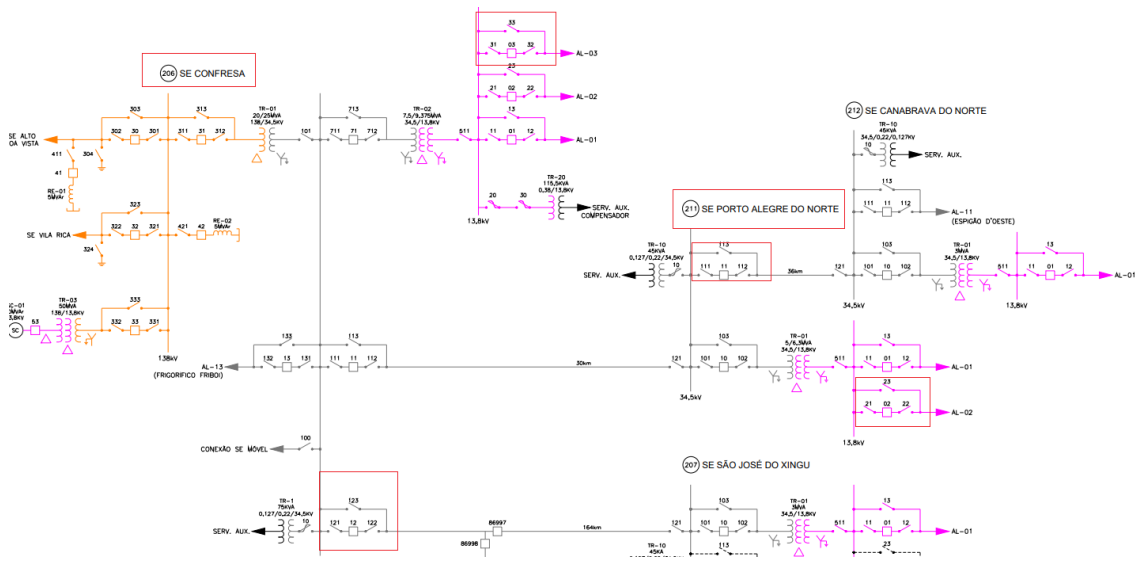 33
31 03 32
AL-03
23
21 02 22
AL-02
13
11 01 12
AL-01
206 SE CONFRESA
303
302 30 301
SE ALTO
DA VISTA
313
311 31 312
TR-01
20/25MVA
138/34,5KV
101
713
711 71 712
TR-02
7,5/9,375MVA
34,5/13,8KV
511
411
304
41
RE-01
5MVAr
TR-20
115,5KVA
0,38/13,8KV
20
30
SERV. AUX.
COMPENSADOR
13,8kV
323
322 32 321
SE VILA RICA
324
421 42
RE-02
5MVAr
TR-03
50MVA
138/13,8KV
333
332 33 331
SC
53
138kV
212 SE CANABRAVA DO NORTE
TR-10
45KVA
34,5/0,22/0,127KV
10
SERV. AUX.
113
111 11 112
AL-11
(ESPIGÃO D'OESTE)
211 SE PORTO ALEGRE DO NORTE
TR-10
45KVA
0,127/0,22/34,5KV
10
SERV. AUX.
113
111 11 112
36km
121
103
101 10 102
TR-01
3MVA
34,5/13,8KV
511
13
11 01 12
AL-01
34,5kV
13,8kV
133
132 13 131
AL-13
(FRIGORIFICO FRIBOI)
113
111 11 112
30km
121
103
101 10 102
TR-01
5/6,3MVA
34,5/13,8KV
511
13
11 01 12
AL-01
23
21 02 22
AL-02
34,5kV
13,8kV
100
CONEXÃO SE MÓVEL
207 SE SÃO JOSÉ DO XINGU
TR-1
75KVA
0,127/0,22/34,5KV
10
SERV. AUX.
123
121 12 122
86997
86998
164km
121
103
101 10 102
TR-01
3MVA
34,5/13,8KV
511
13
11 01 12
AL-01
TR-10
45KA
113
23